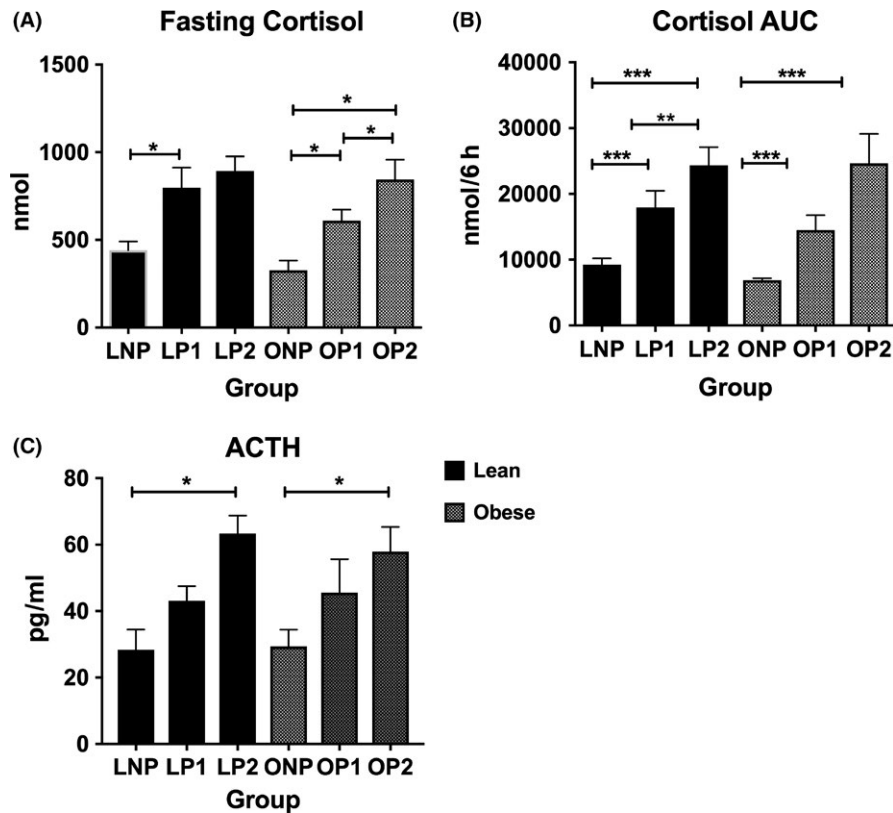 (A)
Fasting Cortisol
1500
1000
500
0
nmol
*
*
*
*
LNP LP1 LP2 ONP OP1 OP2
Group
(B)
Cortisol AUC
40000
30000
20000
10000
0
nmol/6 h
***
***
**
***
***
LNP LP1 LP2 ONP OP1 OP2
Group
(C)
ACTH
80
60
40
20
0
pg/ml
*
*
LNP LP1 LP2 ONP OP1 OP2
Group
Lean
Obese